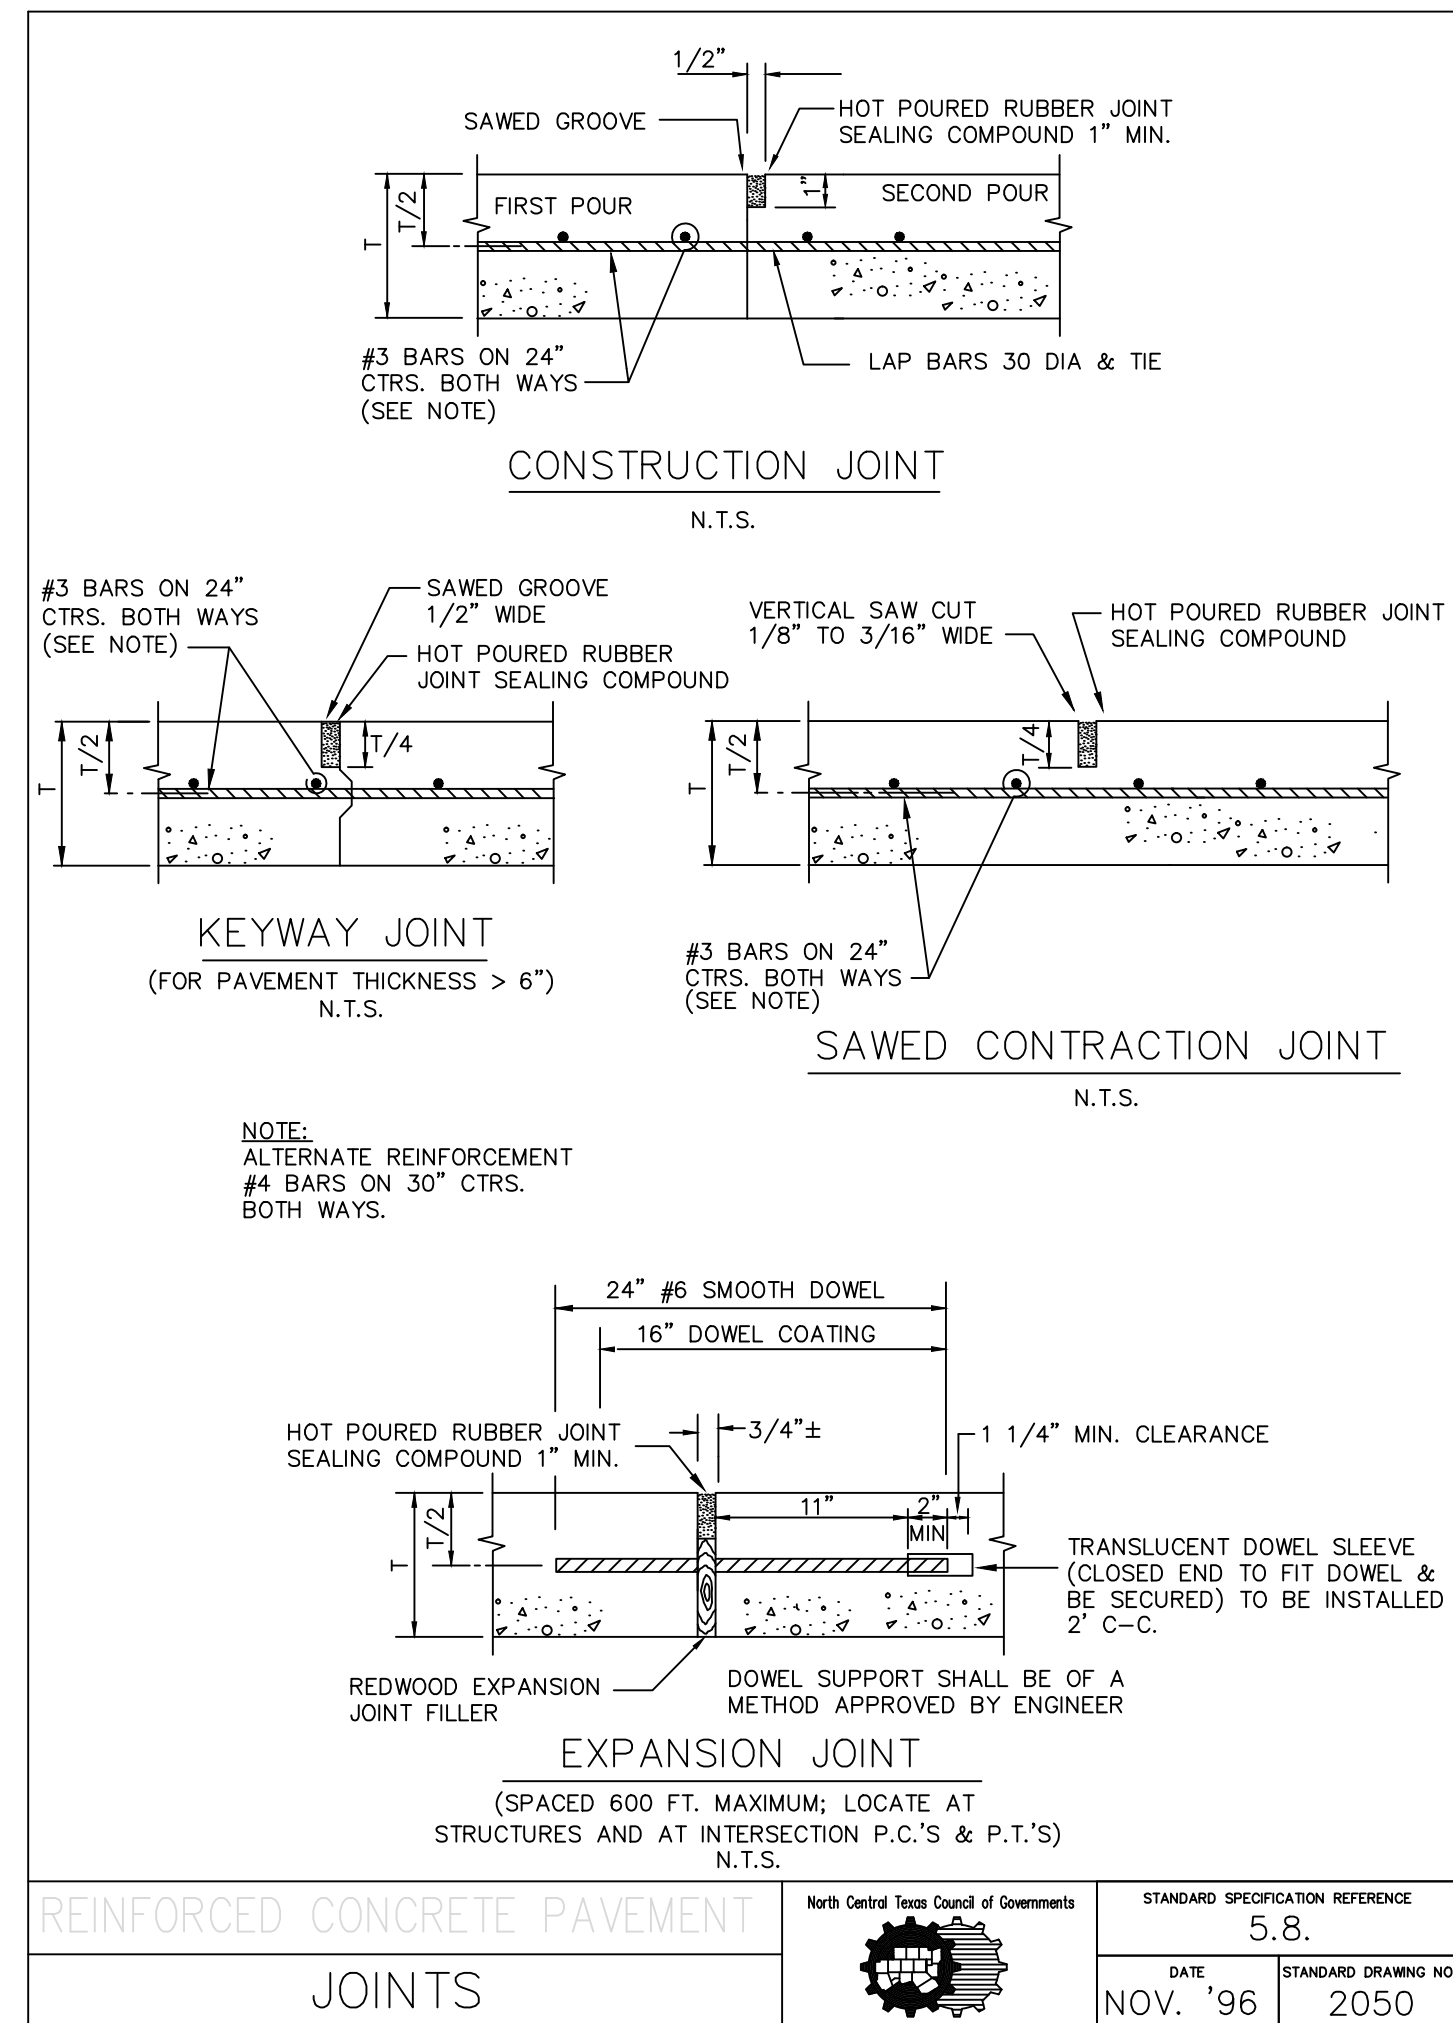 1/2"
SAWED GROOVE
HOT POURED RUBBER JOINT
SEALING COMPOUND 1" MIN.
T
T/2
FIRST POUR
1"
SECOND POUR
#3 BARS ON 24"
CTRS. BOTH WAYS
(SEE NOTE)
LAP BARS 30 DIA & TIE
CONSTRUCTION JOINT
N.T.S.
#3 BARS ON 24"
CTRS. BOTH WAYS
(SEE NOTE)
SAWED GROOVE
1/2" WIDE
HOT POURED RUBBER
JOINT SEALING COMPOUND
T
T/2
T/4
KEYWAY JOINT
(FOR PAVEMENT THICKNESS > 6")
N.T.S.
VERTICAL SAW CUT
1/8" TO 3/16" WIDE
HOT POURED RUBBER JOINT
SEALING COMPOUND
T
T/2
T/4
#3 BARS ON 24"
CTRS. BOTH WAYS
(SEE NOTE)
SAWED CONTRACTION JOINT
N.T.S.
NOTE:
ALTERNATE REINFORCEMENT
#4 BARS ON 30" CTRS.
BOTH WAYS.
24" #6 SMOOTH DOWEL
16" DOWEL COATING
HOT POURED RUBBER JOINT
SEALING COMPOUND 1" MIN.
3/4"±
1 1/4" MIN. CLEARANCE
T
T/2
11"
2"
MIN
TRANSLUCENT DOWEL SLEEVE
(CLOSED END TO FIT DOWEL &
BE SECURED) TO BE INSTALLED
2' C-C.
REDWOOD EXPANSION
JOINT FILLER
DOWEL SUPPORT SHALL BE OF A
METHOD APPROVED BY ENGINEER
EXPANSION JOINT
(SPACED 600 FT. MAXIMUM; LOCATE AT
STRUCTURES AND AT INTERSECTION P.C.'S & P.T.'S)
N.T.S.
REINFORCED CONCRETE PAVEMENT
JOINTS
North Central Texas Council of Governments
STANDARD SPECIFICATION REFERENCE
5.8.
DATE
NOV. '96
STANDARD DRAWING NO
2050